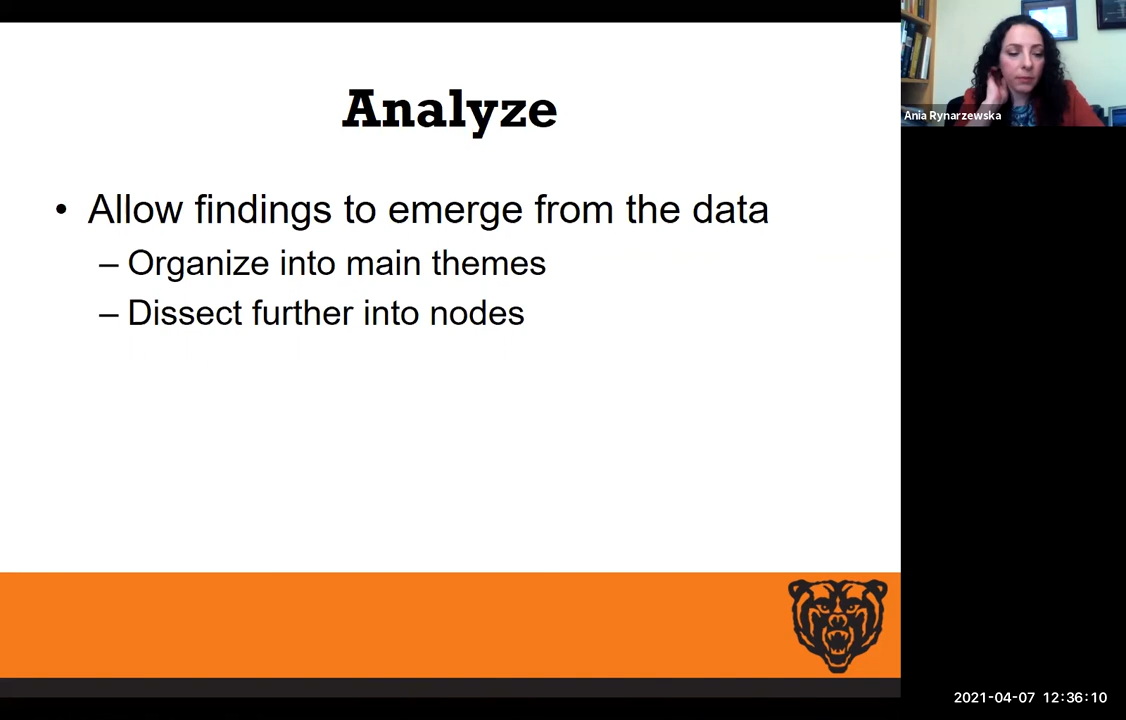 Analyze
• Allow findings to emerge from the data
– Organize into main themes
– Dissect further into nodes
Ania Rynarzewska
2021-04-07 12:36:10